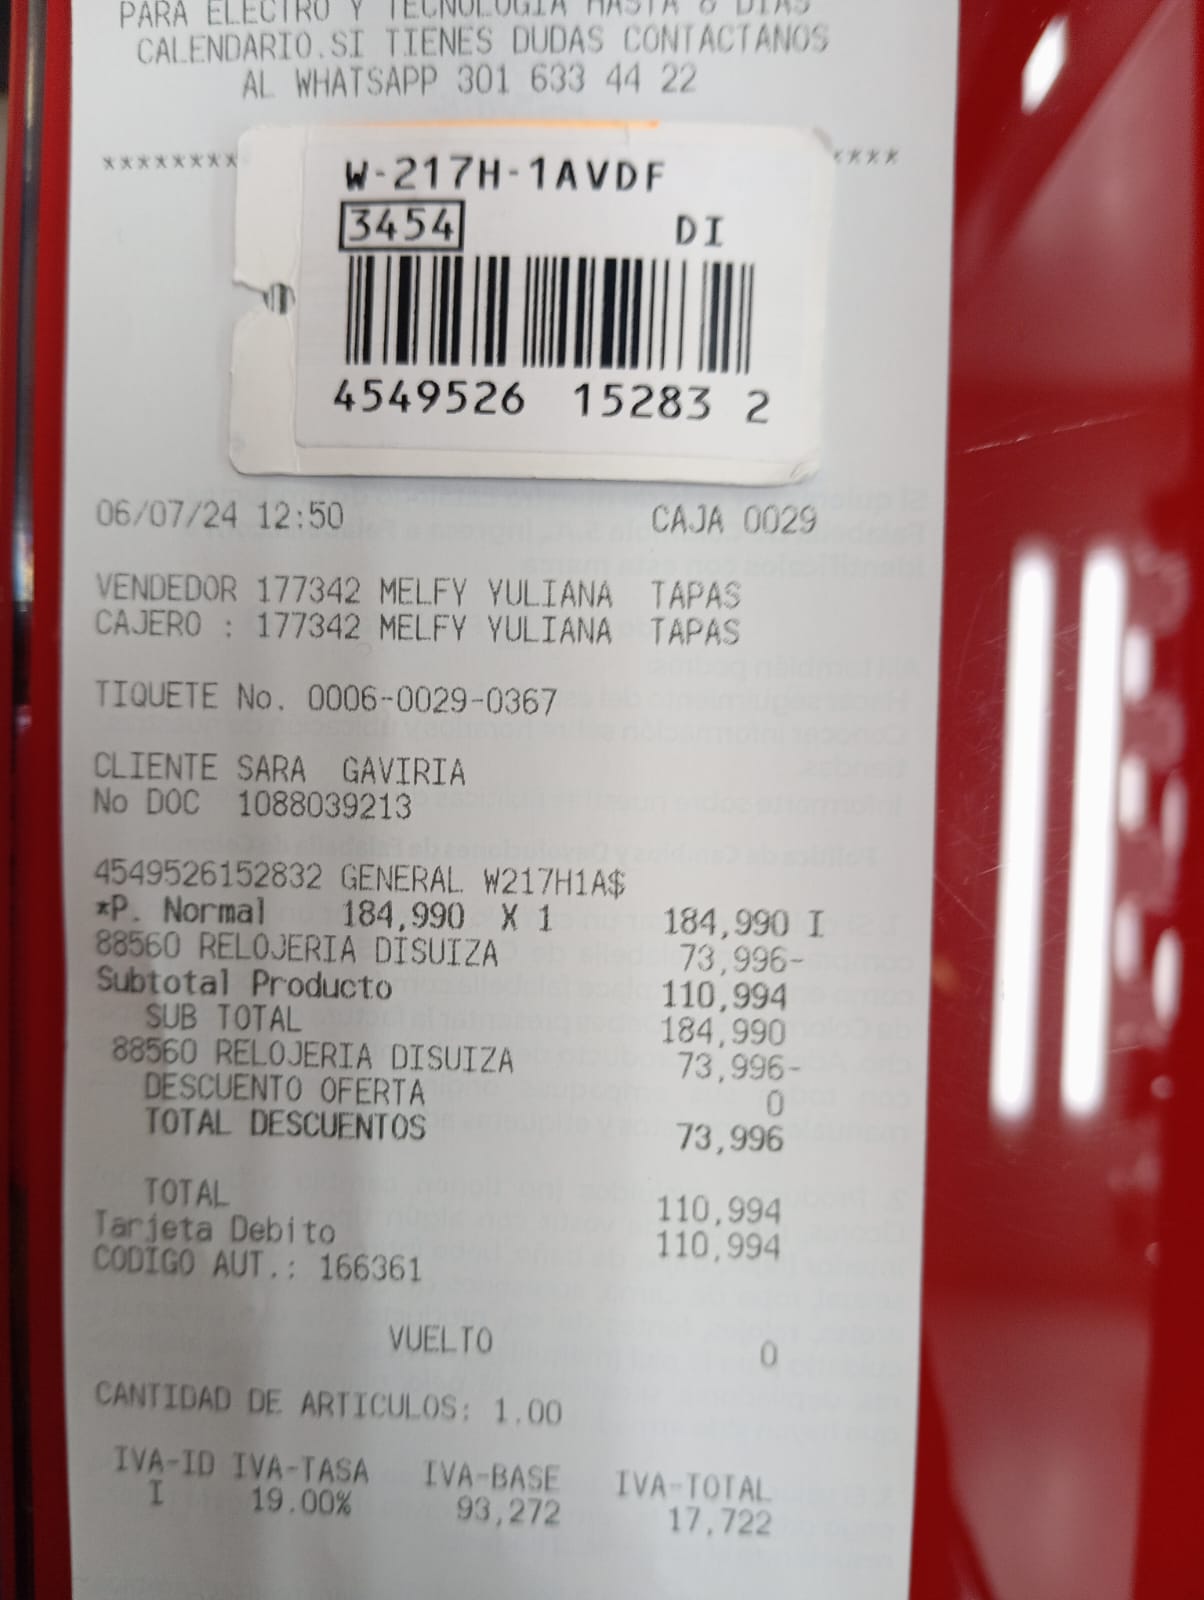 PARA ELECTRO Y TECNOLOGIA HASTA 8 DIAS
CALENDARIO.SI TIENES DUDAS CONTACTANOS
AL WHATSAPP 301 633 44 22
******** ****
W-217H-1AVDF
3454 DI
4549526 15283 2
06/07/24 12:50 CAJA 0029
VENDEDOR 177342 MELFY YULIANA TAPAS
CAJERO : 177342 MELFY YULIANA TAPAS
TIQUETE No. 0006-0029-0367
CLIENTE SARA GAVIRIA
No DOC 1088039213
4549526152832 GENERAL W217H1A$
*P. Normal 184,990 X 1 184,990 I
88560 RELOJERIA DISUIZA 73,996-
Subtotal Producto 110,994
SUB TOTAL 184,990
88560 RELOJERIA DISUIZA 73,996-
DESCUENTO OFERTA 0
TOTAL DESCUENTOS 73,996
TOTAL 110,994
Tarjeta Debito 110,994
CODIGO AUT.: 166361
VUELTO 0
CANTIDAD DE ARTICULOS: 1.00
IVA-ID IVA-TASA IVA-BASE IVA-TOTAL
I 19.00% 93,272 17,722